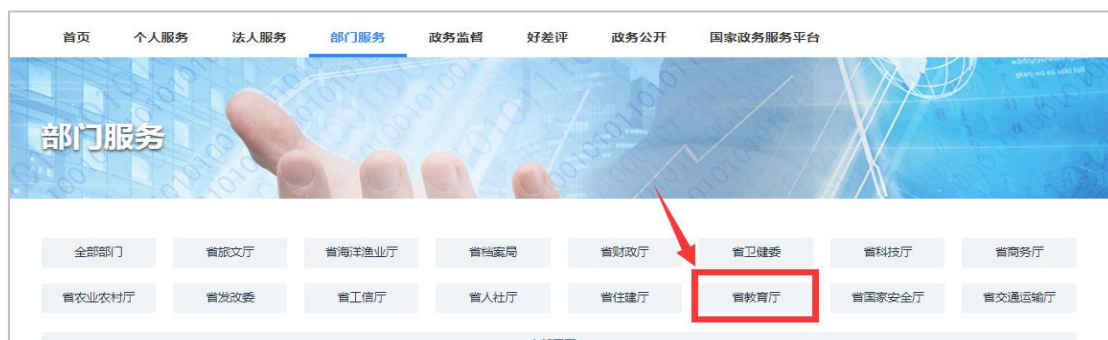 首页 个人服务 法人服务 部门服务 政务监督 好差评 政务公开 国家政务服务平台
部门服务
全部部门 省旅文厅 省海洋渔业厅 省档案局 省财政厅 省卫健委 省科技厅 省商务厅
省农业农村厅 省发改委 省工信厅 省人社厅 省住建厅 省教育厅 省国家安全厅 省交通运输厅